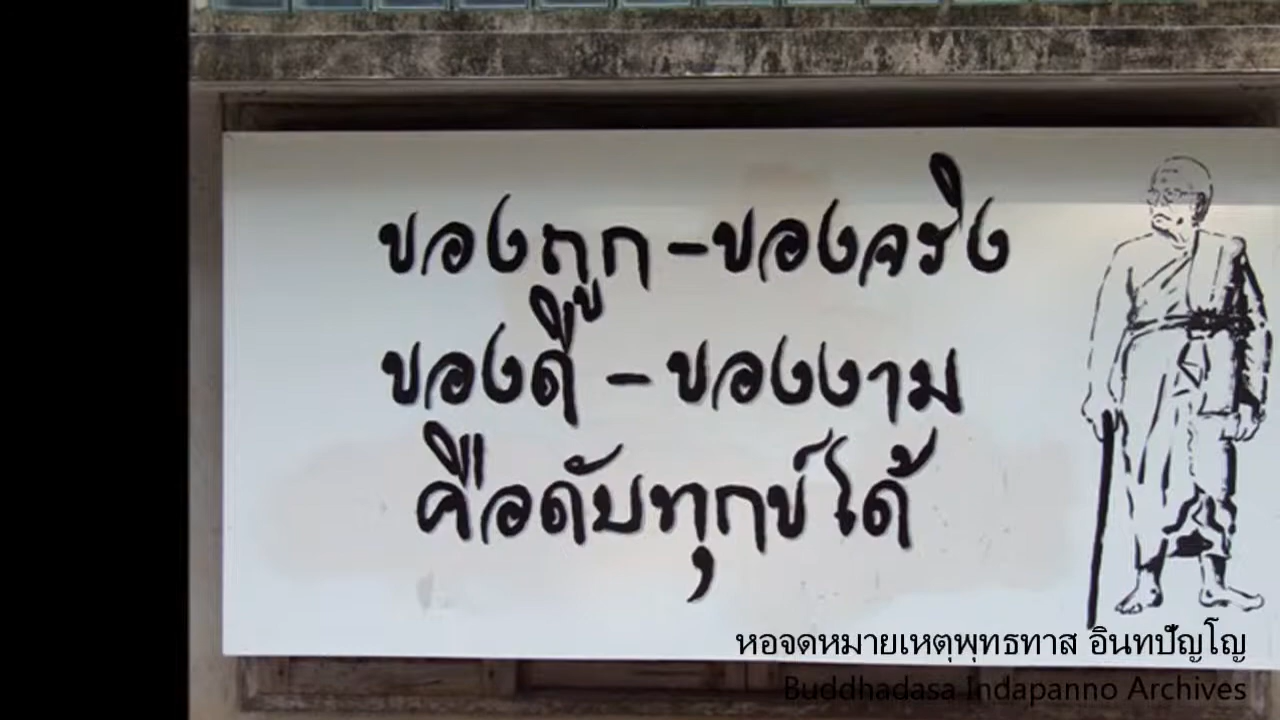 ของถูก-ของจริง
ของดี - ของงาม
คือดับทุกข์ได้
หอจดหมายเหตุพุทธทาส อินทปัญโญ
Buddhadasa Indapanno Archives